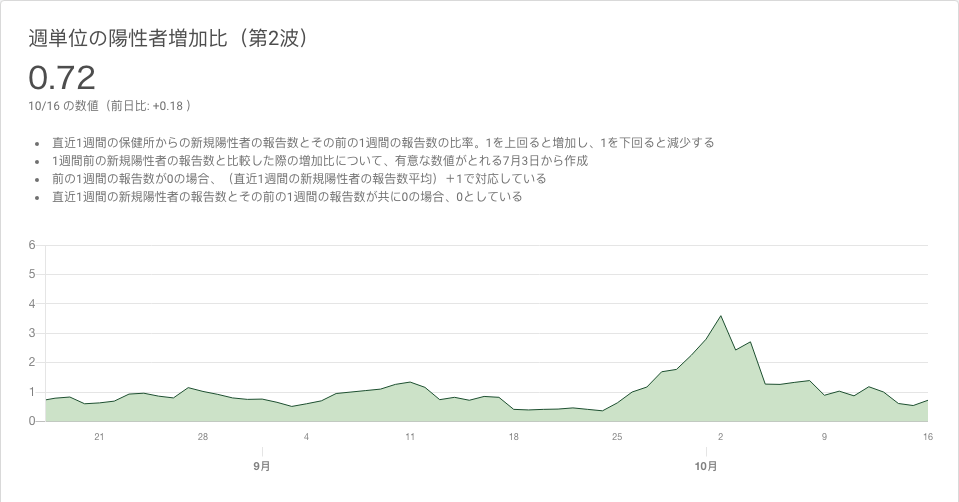 週単位の陽性者増加比（第2波）
0.72
10/16 の数値（前日比: +0.18 ）
• 直近1週間の保健所からの新規陽性者の報告数とその前の1週間の報告数の比率。1を上回ると増加し、1を下回ると減少する
• 1週間前の新規陽性者の報告数と比較した際の増加比について、有意な数値がとれる7月3日から作成
• 前の1週間の報告数が0の場合、（直近1週間の新規陽性者の報告数平均）＋1で対応している
• 直近1週間の新規陽性者の報告数とその前の1週間の報告数が共に0の場合、0としている
6
5
4
3
2
1
0
21 28 4 11 18 25 2 9 16
9月 10月